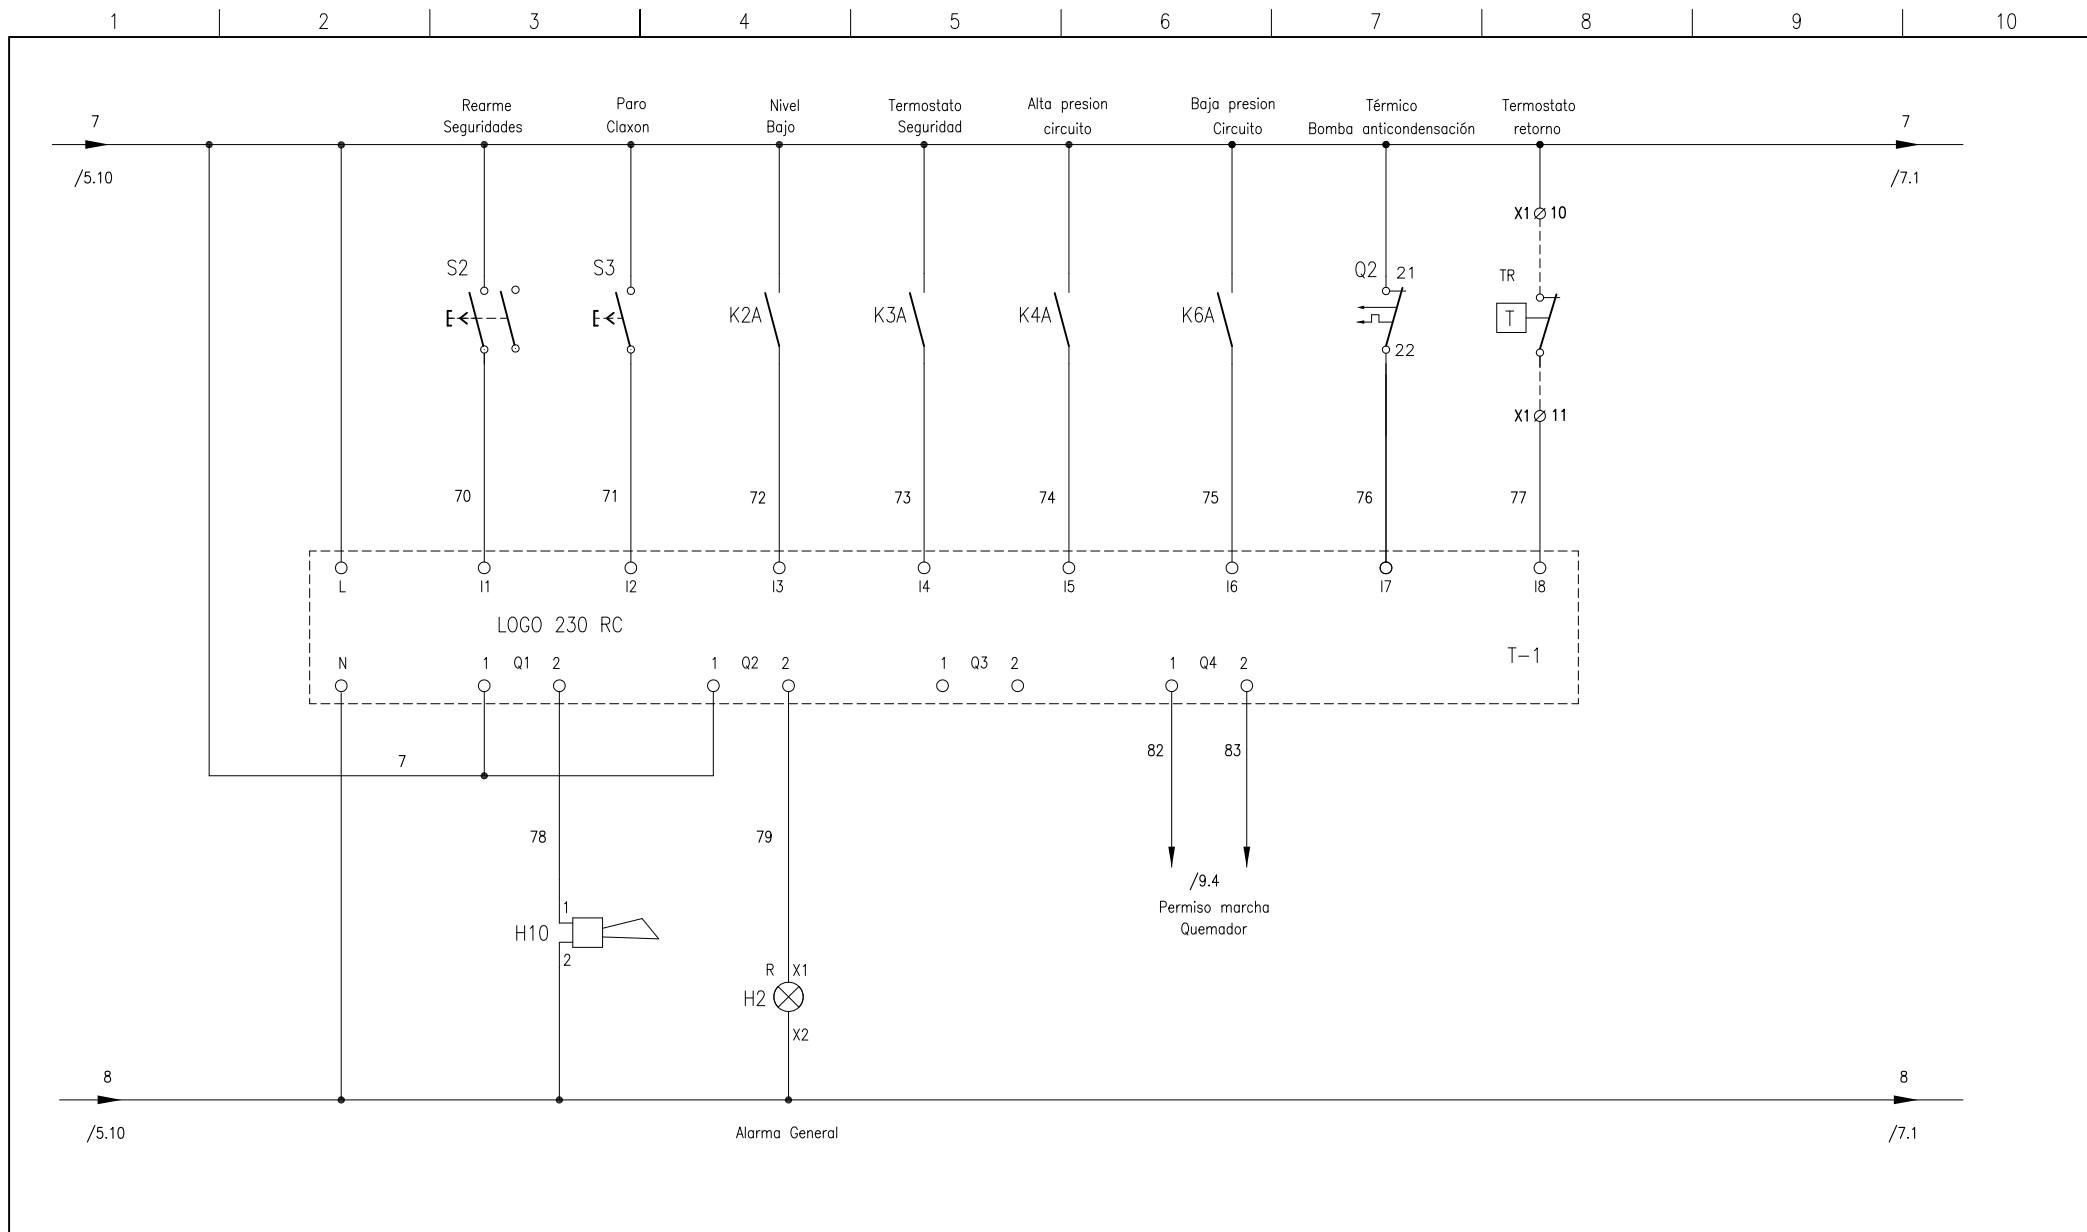 1 2 3 4 5 6 7 8 9 10
7
/5.10
Rearme
Seguridades
Paro
Claxon
Nivel
Bajo
Termostato
Seguridad
Alta presion
circuito
Baja presion
Circuito
Térmico
Bomba anticondensación
Termostato
retorno
7
/7.1
X1 10
S2
S3
K2A
K3A
K4A
K6A
Q2 21
22
TR
T
X1 11
70
71
72
73
74
75
76
77
L I1 I2 I3 I4 I5 I6 I7 I8
LOGO 230 RC
T-1
N 1 Q1 2 1 Q2 2 1 Q3 2 1 Q4 2
7
82
83
78
79
/9.4
Permiso marcha
Quemador
1
H10
2
R X1
H2
X2
8
/5.10
Alarma General
8
/7.1